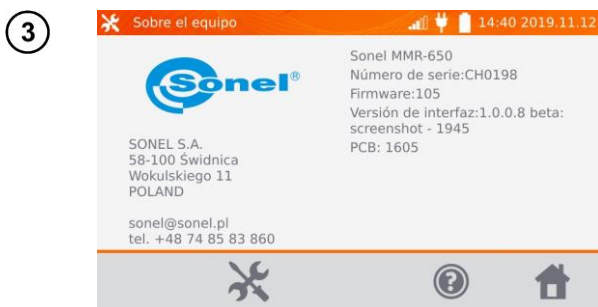 3
Sobre el equipo
14:40 2019.11.12
Sonel®
SONEL S.A.
58-100 Świdnica
Wokulskiego 11
POLAND
sonel@sonel.pl
tel. +48 74 85 83 860
Sonel MMR-650
Número de serie:CH0198
Firmware:105
Versión de interfaz:1.0.0.8 beta:
screenshot - 1945
PCB: 1605
?